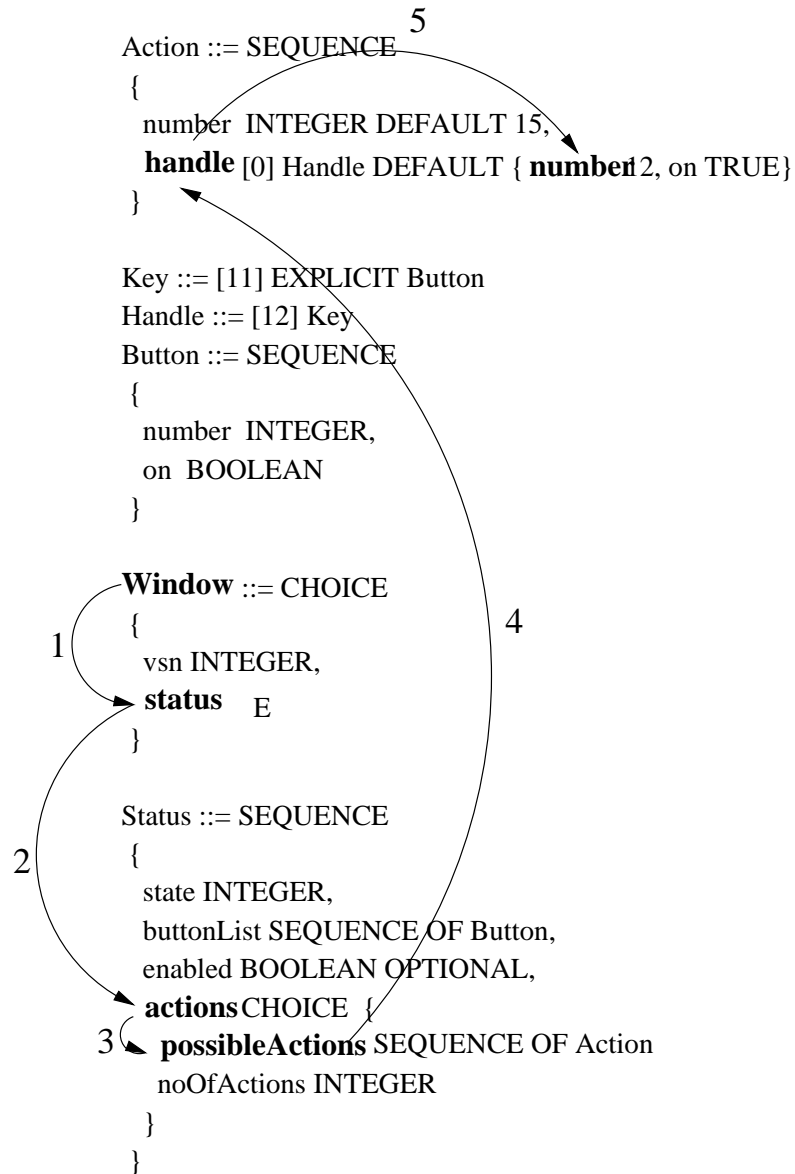 5
Action ::= SEQUENCE
{
number INTEGER DEFAULT 15,
handle [0] Handle DEFAULT { number12, on TRUE}
}
Key ::= [11] EXPLICIT Button
Handle ::= [12] Key
Button ::= SEQUENCE
{
number INTEGER,
on BOOLEAN
}
Window ::= CHOICE
{
4
1
vsn INTEGER,
status E
}
Status ::= SEQUENCE
2
{
state INTEGER,
buttonList SEQUENCE OF Button,
enabled BOOLEAN OPTIONAL,
actions CHOICE {
3
possibleActions SEQUENCE OF Action
noOfActions INTEGER
}
}